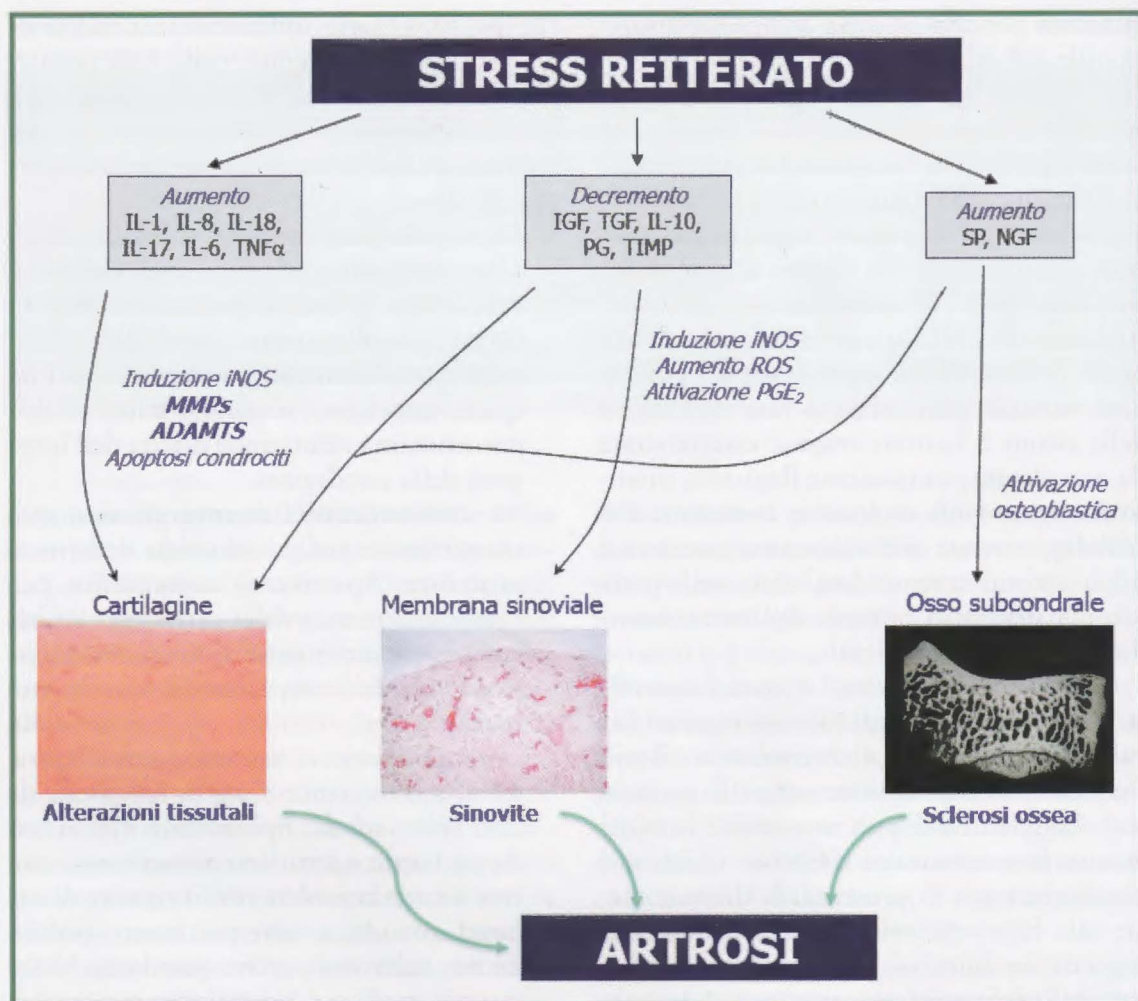 STRESS REITERATO
Aumento
IL-1, IL-8, IL-18,
IL-17, IL-6, TNFα
Decremento
IGF, TGF, IL-10,
PG, TIMP
Aumento
SP, NGF
Induzione iNOS
MMPs
ADAMTS
Apoptosi condrociti
Induzione iNOS
Aumento ROS
Attivazione PGE₂
Attivazione
osteoblastica
Cartilagine
Membrana sinoviale
Osso subcondrale
Alterazioni tissutali
Sinovite
Sclerosi ossea
ARTROSI